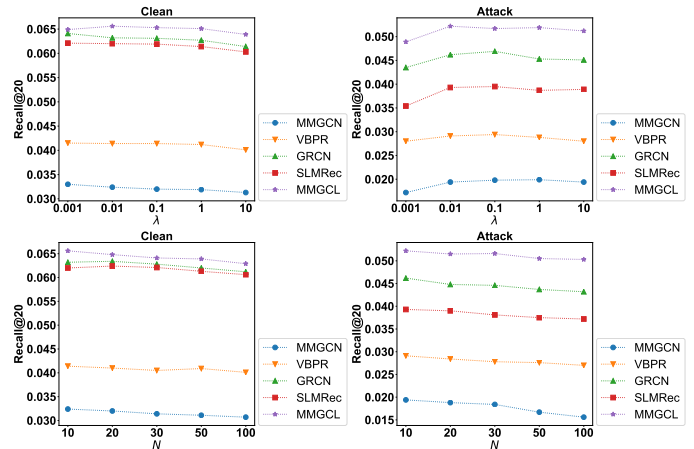 Clean
Recall@20
0.065
0.060
0.055
0.050
0.045
0.040
0.035
0.030
0.001 0.01 0.1 1 10
λ
MMGCN
VBPR
GRCN
SLMRec
MMGCL
Attack
Recall@20
0.050
0.045
0.040
0.035
0.030
0.025
0.020
0.001 0.01 0.1 1 10
λ
MMGCN
VBPR
GRCN
SLMRec
MMGCL
Clean
Recall@20
0.065
0.060
0.055
0.050
0.045
0.040
0.035
0.030
10 20 30 50 100
N
MMGCN
VBPR
GRCN
SLMRec
MMGCL
Attack
Recall@20
0.050
0.045
0.040
0.035
0.030
0.025
0.020
0.015
10 20 30 50 100
N
MMGCN
VBPR
GRCN
SLMRec
MMGCL